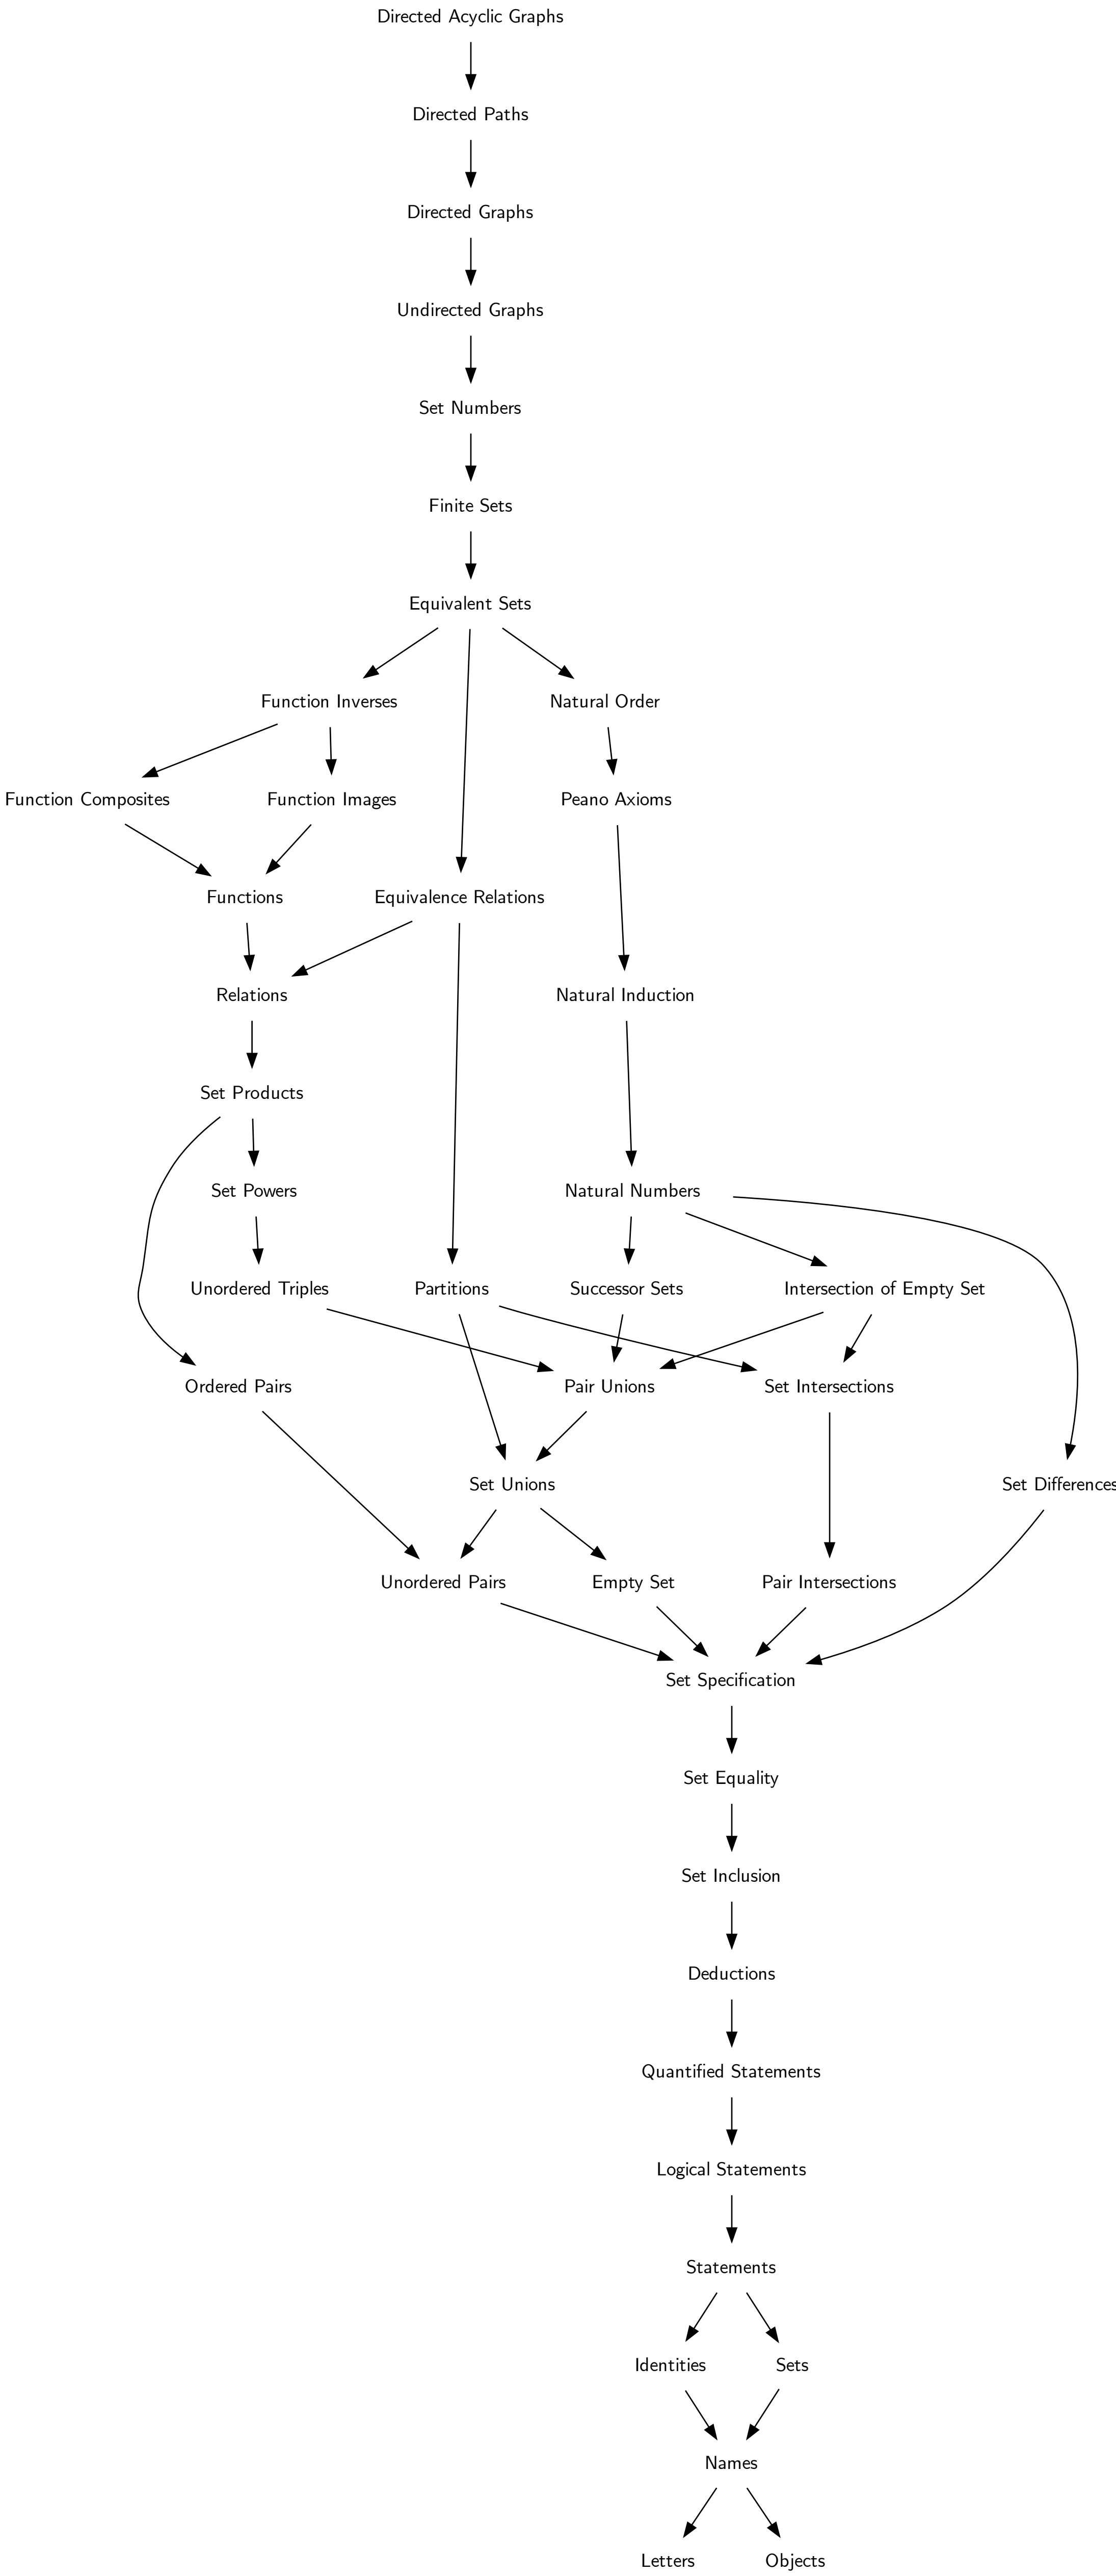 Directed Acyclic Graphs
Directed Paths
Directed Graphs
Undirected Graphs
Set Numbers
Finite Sets
Equivalent Sets
Function Inverses
Natural Order
Function Composites
Function Images
Peano Axioms
Functions
Equivalence Relations
Relations
Natural Induction
Set Products
Set Powers
Natural Numbers
Unordered Triples
Partitions
Successor Sets
Intersection of Empty Set
Ordered Pairs
Pair Unions
Set Intersections
Set Unions
Set Differences
Unordered Pairs
Empty Set
Pair Intersections
Set Specification
Set Equality
Set Inclusion
Deductions
Quantified Statements
Logical Statements
Statements
Identities
Sets
Names
Letters
Objects